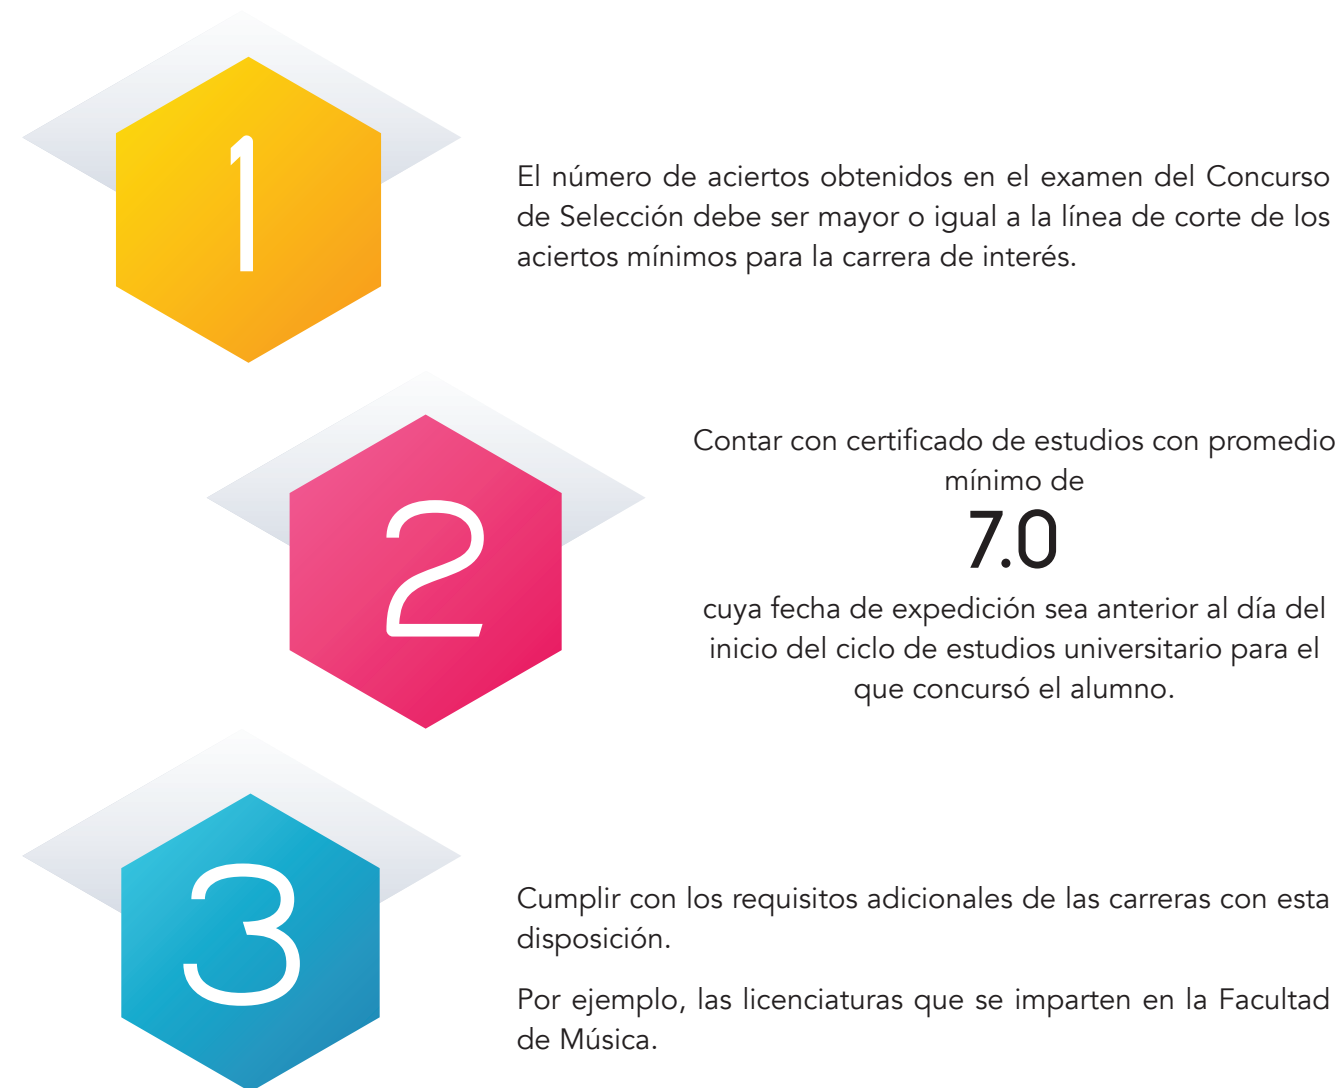 1
El número de aciertos obtenidos en el examen del Concurso
de Selección debe ser mayor o igual a la línea de corte de los
aciertos mínimos para la carrera de interés.
2
Contar con certificado de estudios con promedio
mínimo de
7.0
cuya fecha de expedición sea anterior al día del
inicio del ciclo de estudios universitario para el
que concursó el alumno.
3
Cumplir con los requisitos adicionales de las carreras con esta
disposición.
Por ejemplo, las licenciaturas que se imparten en la Facultad
de Música.